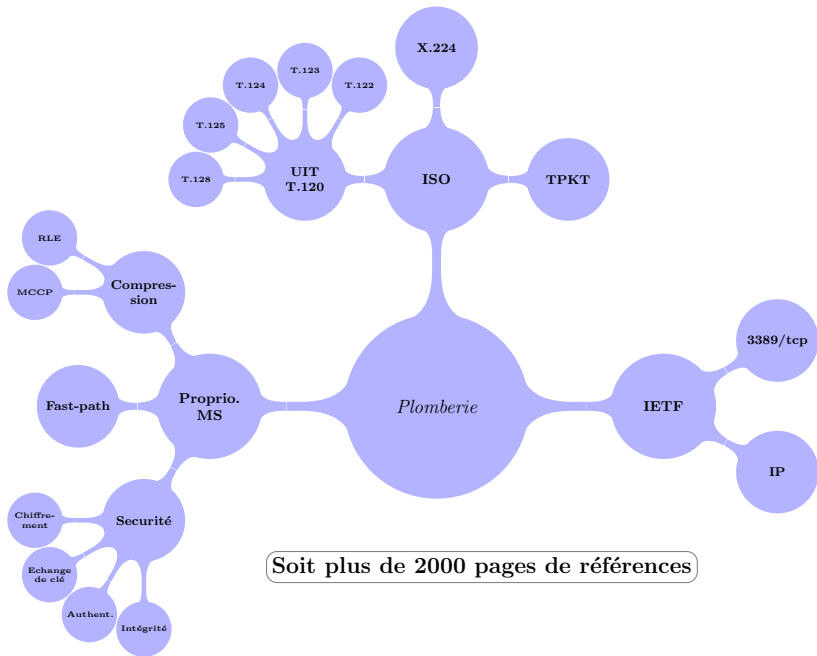 X.224
T.123
T.124
T.122
T.125
UIT
T.120
ISO
TPKT
T.128
RLE
Compres-
sion
MCCP
3389/tcp
Fast-path
Proprio.
MS
Plomberie
IETF
IP
Chiffre-
ment
Securité
Echange
de clé
Authent.
Intégrité
Soit plus de 2000 pages de références